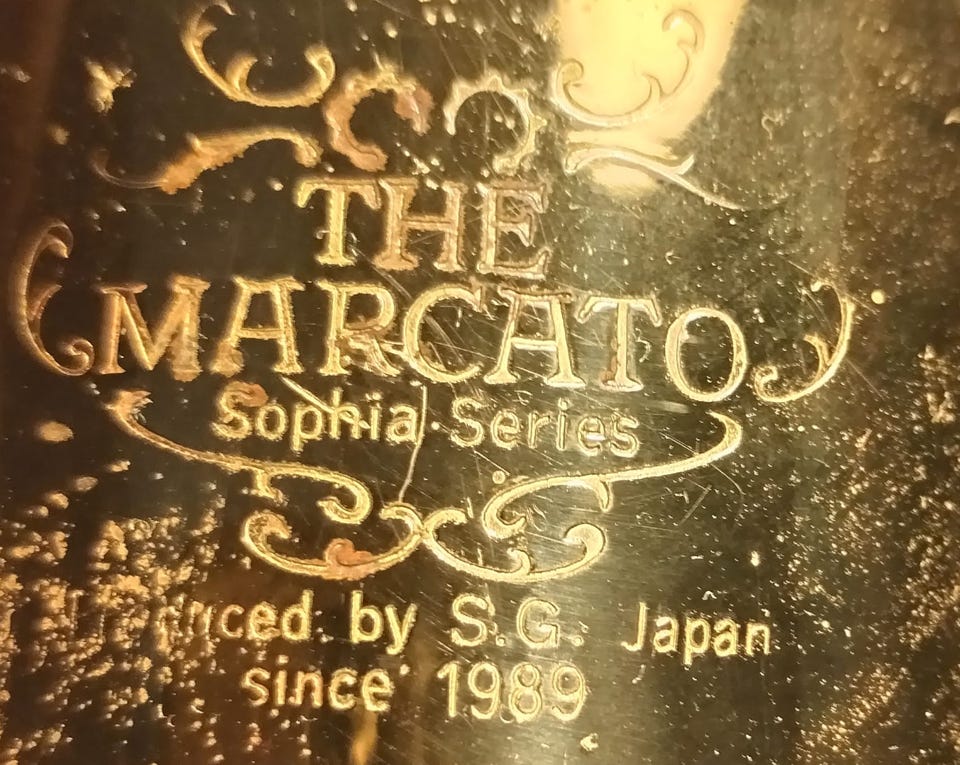 THE
MARCATO
Sophia Series
by S.G. Japan
since 1989